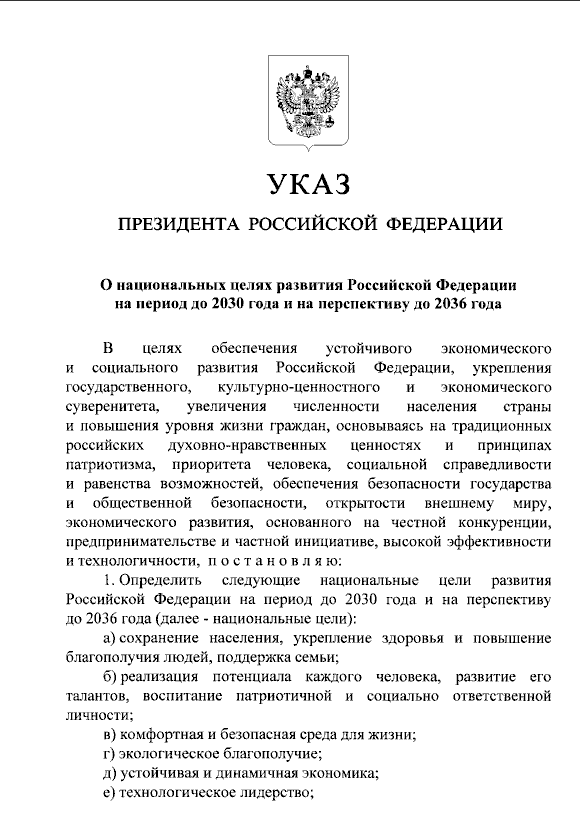 УКАЗ
ПРЕЗИДЕНТА РОССИЙСКОЙ ФЕДЕРАЦИИ
О национальных целях развития Российской Федерации
на период до 2030 года и на перспективу до 2036 года
В целях обеспечения устойчивого экономического
и социального развития Российской Федерации, укрепления
государственного, культурно-ценностного и экономического
суверенитета, увеличения численности населения страны
и повышения уровня жизни граждан, основываясь на традиционных
российских духовно-нравственных ценностях и принципах
патриотизма, приоритета человека, социальной справедливости
и равенства возможностей, обеспечения безопасности государства
и общественной безопасности, открытости внешнему миру,
экономического развития, основанного на честной конкуренции,
предпринимательстве и частной инициативе, высокой эффективности
и технологичности, п о с т а н о в л я ю:
1. Определить следующие национальные цели развития
Российской Федерации на период до 2030 года и на перспективу
до 2036 года (далее - национальные цели):
а) сохранение населения, укрепление здоровья и повышение
благополучия людей, поддержка семьи;
б) реализация потенциала каждого человека, развитие его
талантов, воспитание патриотичной и социально ответственной
личности;
в) комфортная и безопасная среда для жизни;
г) экологическое благополучие;
д) устойчивая и динамичная экономика;
е) технологическое лидерство;